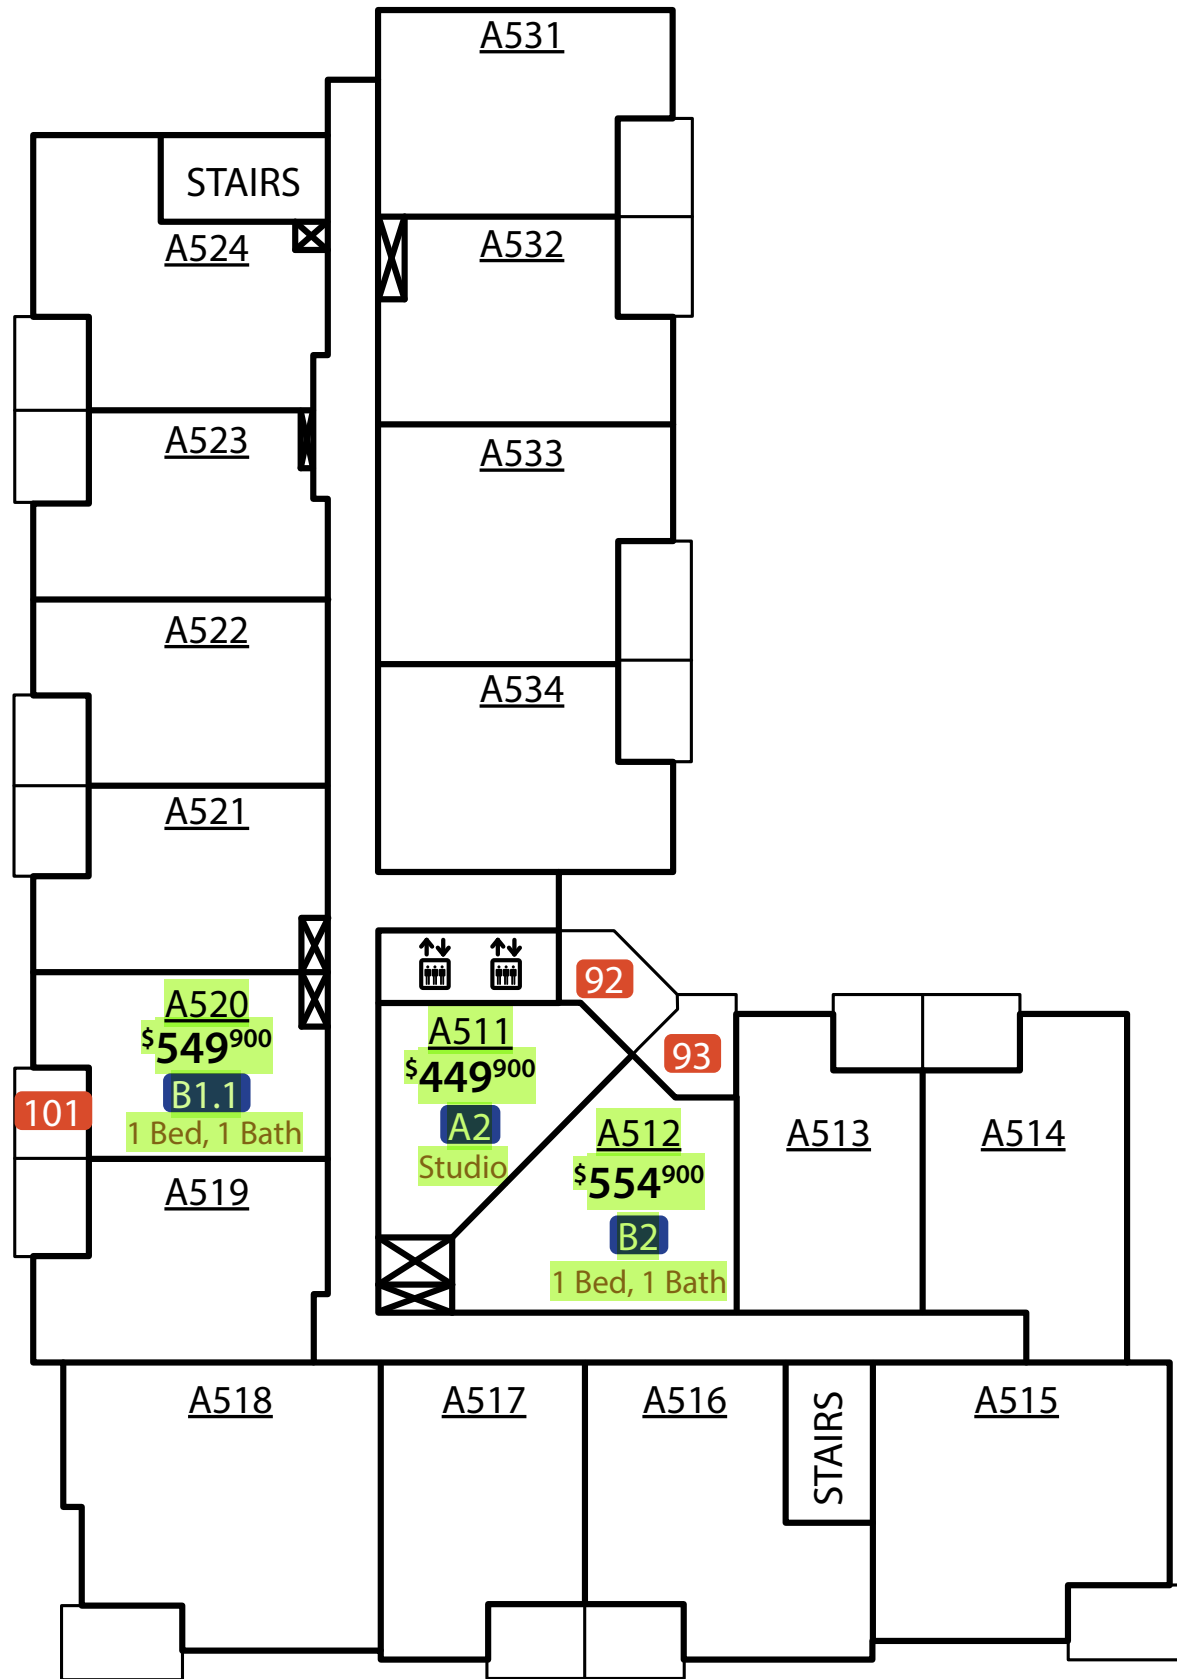 A531
STAIRS
A524
A532
A523
A533
A522
A534
A521
92
A520
$549900
B1.1
1 Bed, 1 Bath
101
A511
$449900
A2
Studio
93
A512
$554900
B2
1 Bed, 1 Bath
A513
A514
A519
A518
A517
A516
STAIRS
A515